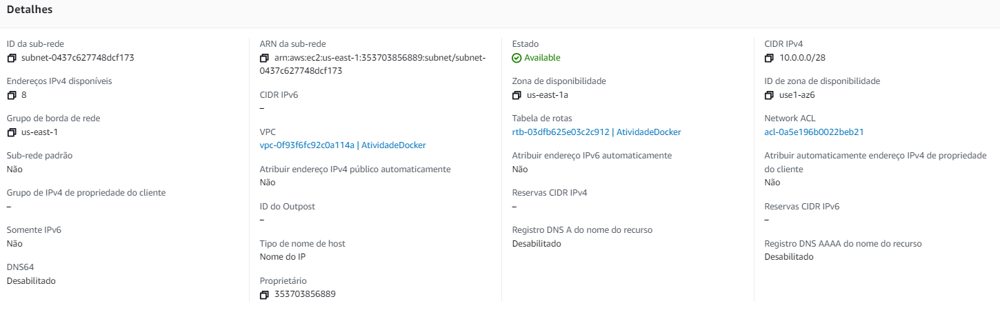 Detalhes
ID da sub-rede
subnet-0437c627748dcf173
Endereços IPv4 disponíveis
8
Grupo de borda de rede
us-east-1
Sub-rede padrão
Não
Grupo de IPv4 de propriedade do cliente
–
Somente IPv6
Não
DNS64
Desabilitado
ARN da sub-rede
arn:aws:ec2:us-east-1:353703856889:subnet/subnet-
0437c627748dcf173
CIDR IPv6
–
VPC
vpc-0f93f6fc92c0a114a | AtividadeDocker
Atribuir endereço IPv4 público automaticamente
Não
ID do Outpost
–
Tipo de nome de host
Nome do IP
Proprietário
353703856889
Estado
Available
Zona de disponibilidade
us-east-1a
Tabela de rotas
rtb-03dfb625e03c2c912 | AtividadeDocker
Atribuir endereço IPv6 automaticamente
Não
Reservas CIDR IPv4
–
Registro DNS A do nome do recurso
Desabilitado
CIDR IPv4
10.0.0.0/28
ID de zona de disponibilidade
use1-az6
Network ACL
acl-0a5e196b0022beb21
Atribuir automaticamente endereço IPv4 de propriedade
do cliente
Não
Reservas CIDR IPv6
–
Registro DNS AAAA do nome do recurso
Desabilitado